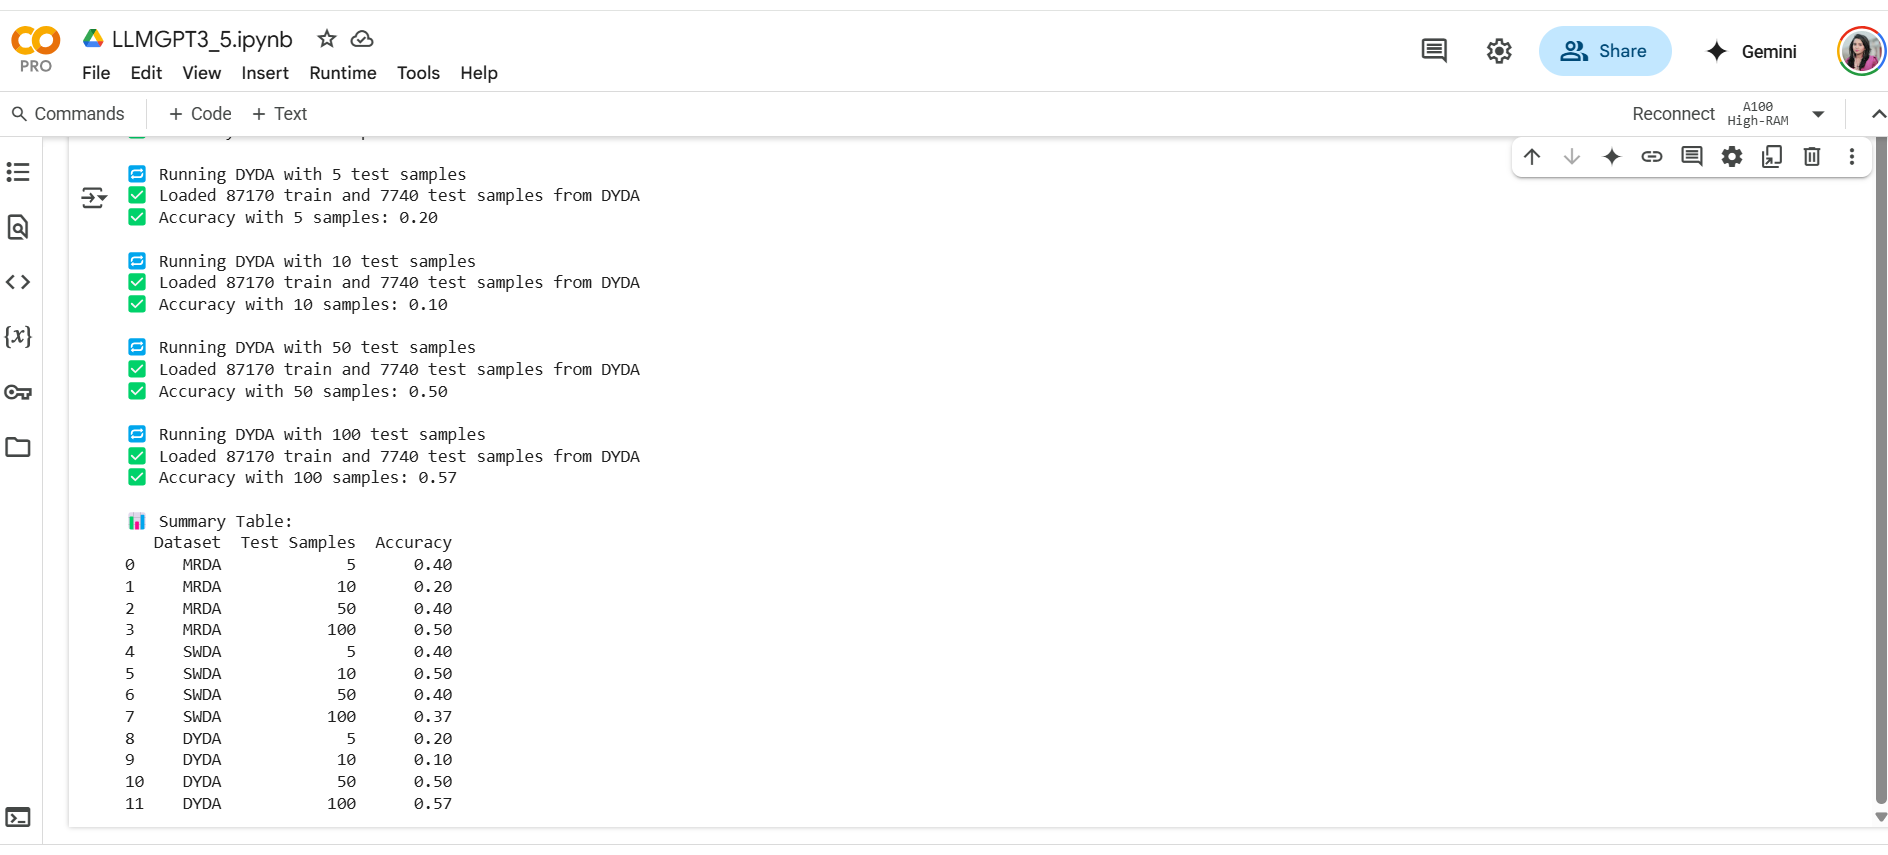 LLMGPT3_5.ipynb
PRO
File Edit View Insert Runtime Tools Help
Share
Gemini
Commands + Code + Text
Reconnect A100 High-RAM
Running DYDA with 5 test samples
Loaded 87170 train and 7740 test samples from DYDA
Accuracy with 5 samples: 0.20
Running DYDA with 10 test samples
Loaded 87170 train and 7740 test samples from DYDA
Accuracy with 10 samples: 0.10
Running DYDA with 50 test samples
Loaded 87170 train and 7740 test samples from DYDA
Accuracy with 50 samples: 0.50
Running DYDA with 100 test samples
Loaded 87170 train and 7740 test samples from DYDA
Accuracy with 100 samples: 0.57
Summary Table:
Dataset Test Samples Accuracy
0 MRDA 5 0.40
1 MRDA 10 0.20
2 MRDA 50 0.40
3 MRDA 100 0.50
4 SWDA 5 0.40
5 SWDA 10 0.50
6 SWDA 50 0.40
7 SWDA 100 0.37
8 DYDA 5 0.20
9 DYDA 10 0.10
10 DYDA 50 0.50
11 DYDA 100 0.57